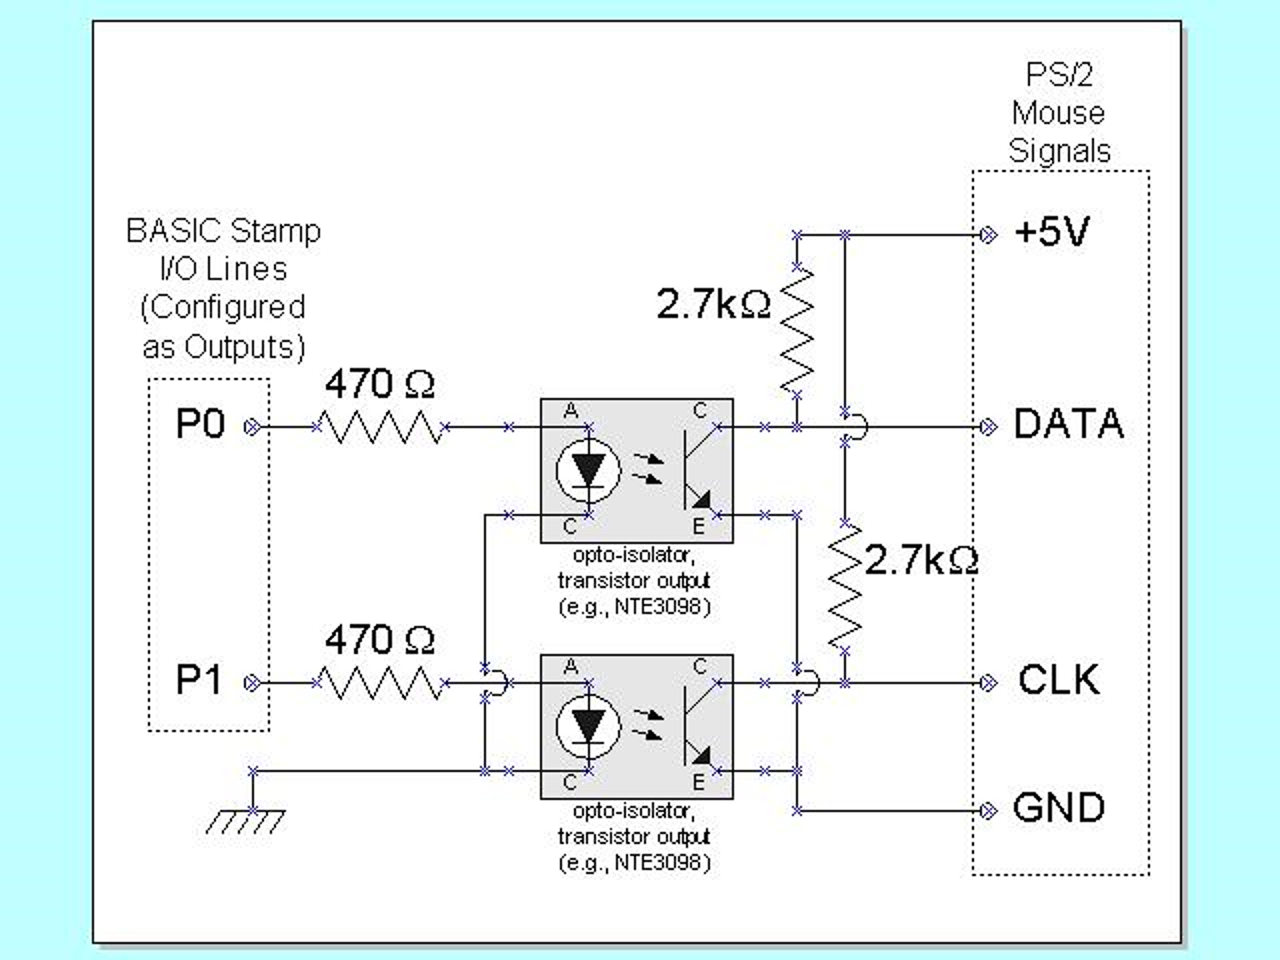 PS/2
Mouse
Signals
BASIC Stamp
I/O Lines
(Configured
as Outputs)
+5V
2.7kΩ
470 Ω
P0
A
C
DATA
C
E
opto-isolator,
transistor output
(e.g., NTE3098)
2.7kΩ
470 Ω
P1
A
C
CLK
C
E
GND
opto-isolator,
transistor output
(e.g., NTE3098)